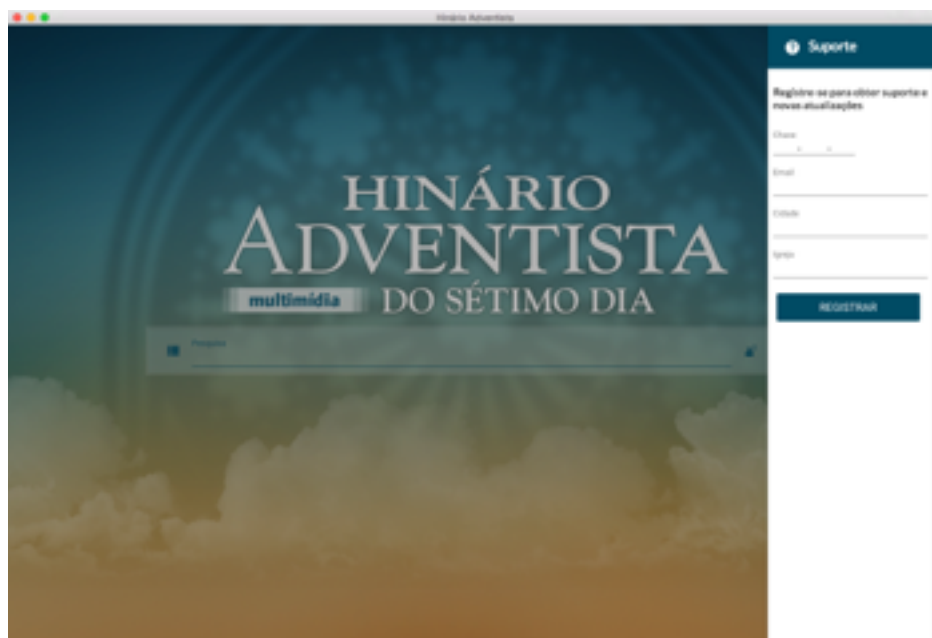 Hinário Adventista
Suporte
Registre-se para obter suporte e
novas atualizações
Chave
Email
Cidade
Igreja
REGISTRAR
HINÁRIO
ADVENTISTA
multimídia DO SÉTIMO DIA
Pesquisa